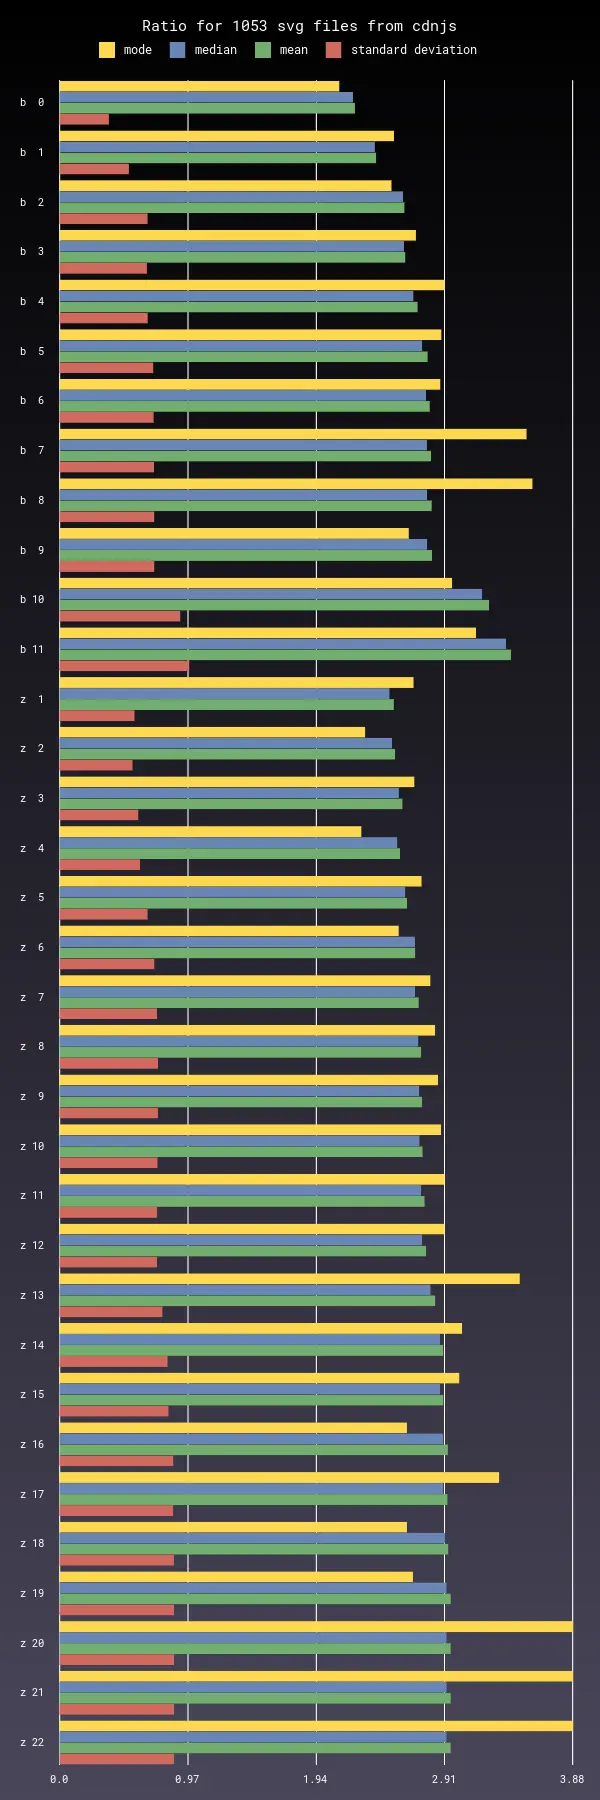 Ratio for 1053 svg files from cdnjs
mode median mean standard deviation
b 0
b 1
b 2
b 3
b 4
b 5
b 6
b 7
b 8
b 9
b 10
b 11
z 1
z 2
z 3
z 4
z 5
z 6
z 7
z 8
z 9
z 10
z 11
z 12
z 13
z 14
z 15
z 16
z 17
z 18
z 19
z 20
z 21
z 22
0.0 0.97 1.94 2.91 3.88